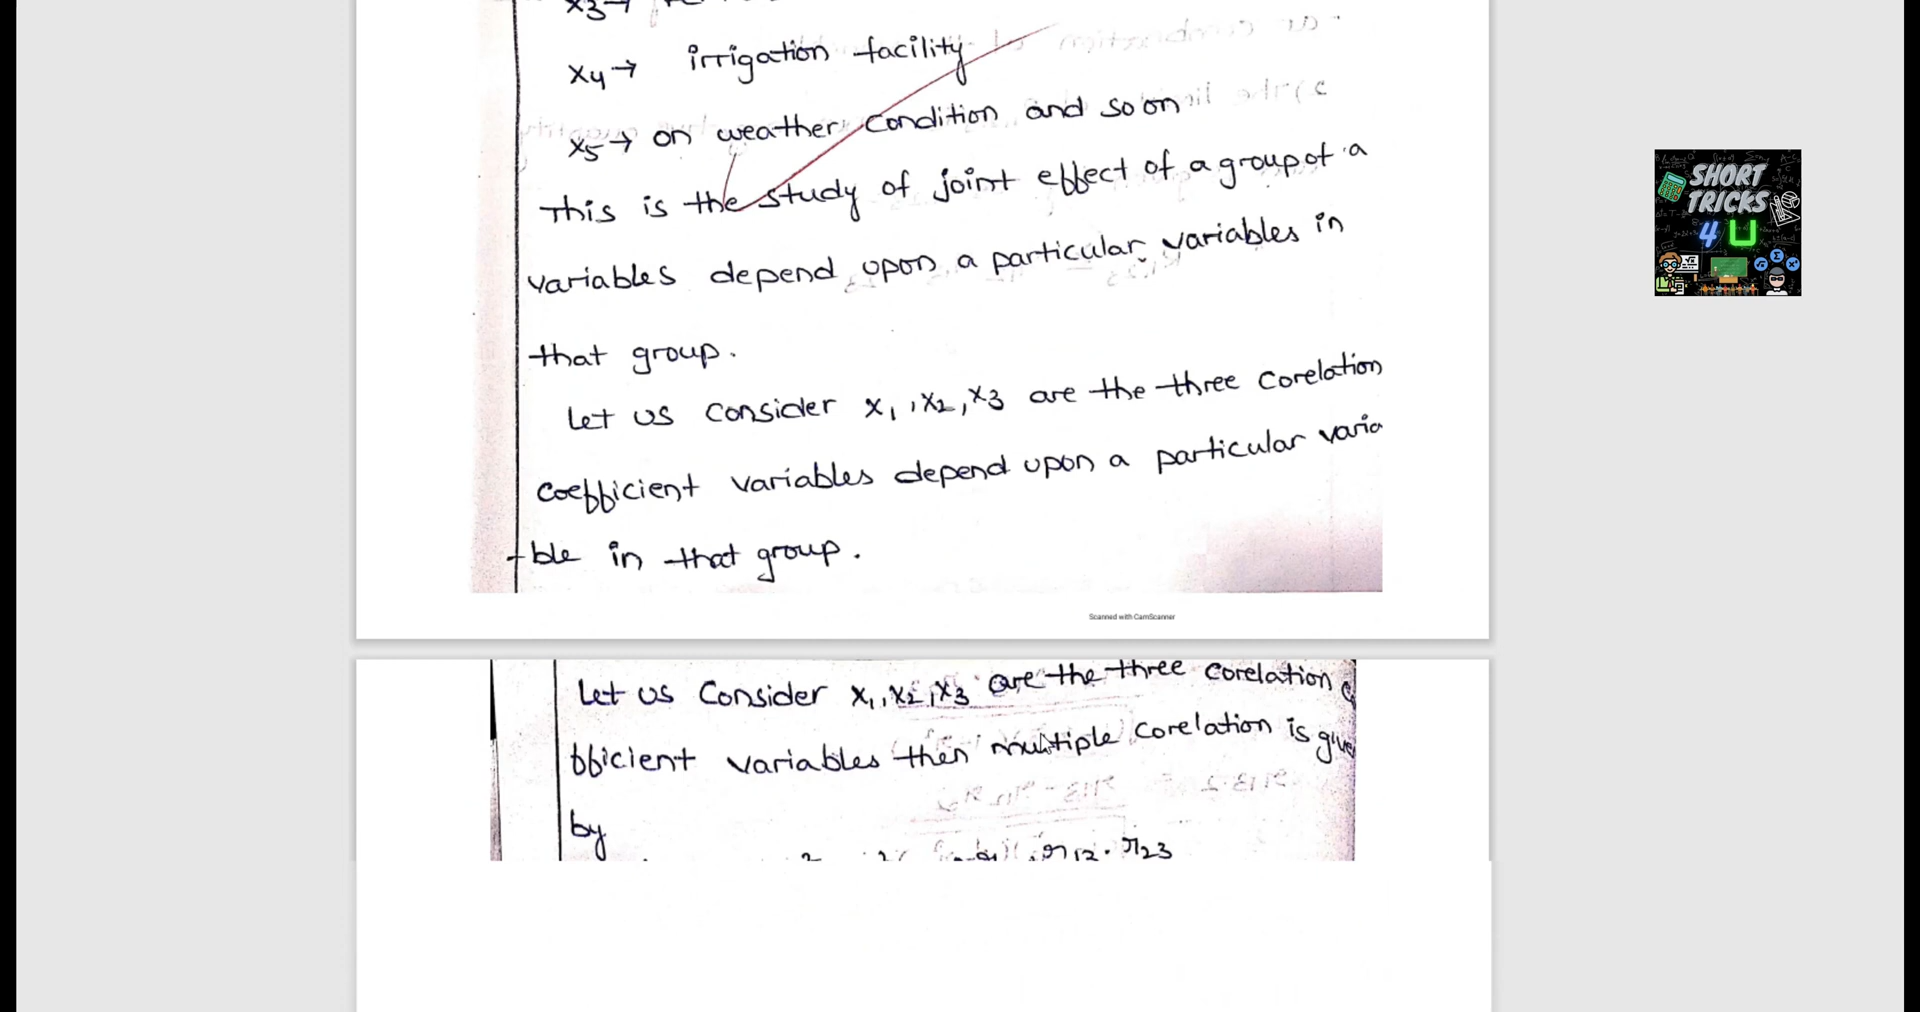 x3→
x4→ irrigation facility
x5→ on weather condition and so on
This is the study of joint effect of a group of a
variables depend upon a particular variables in
that group.
Let us consider x1, x2, x3 are the three corelation
coefficient variables depend upon a particular varia
ble in that group.
Scanned with CamScanner
Let us consider x1, x2, x3 are the three corelation
fficient variables then multiple corelation is give
by
r12. r23
SHORT
TRICKS
4 U